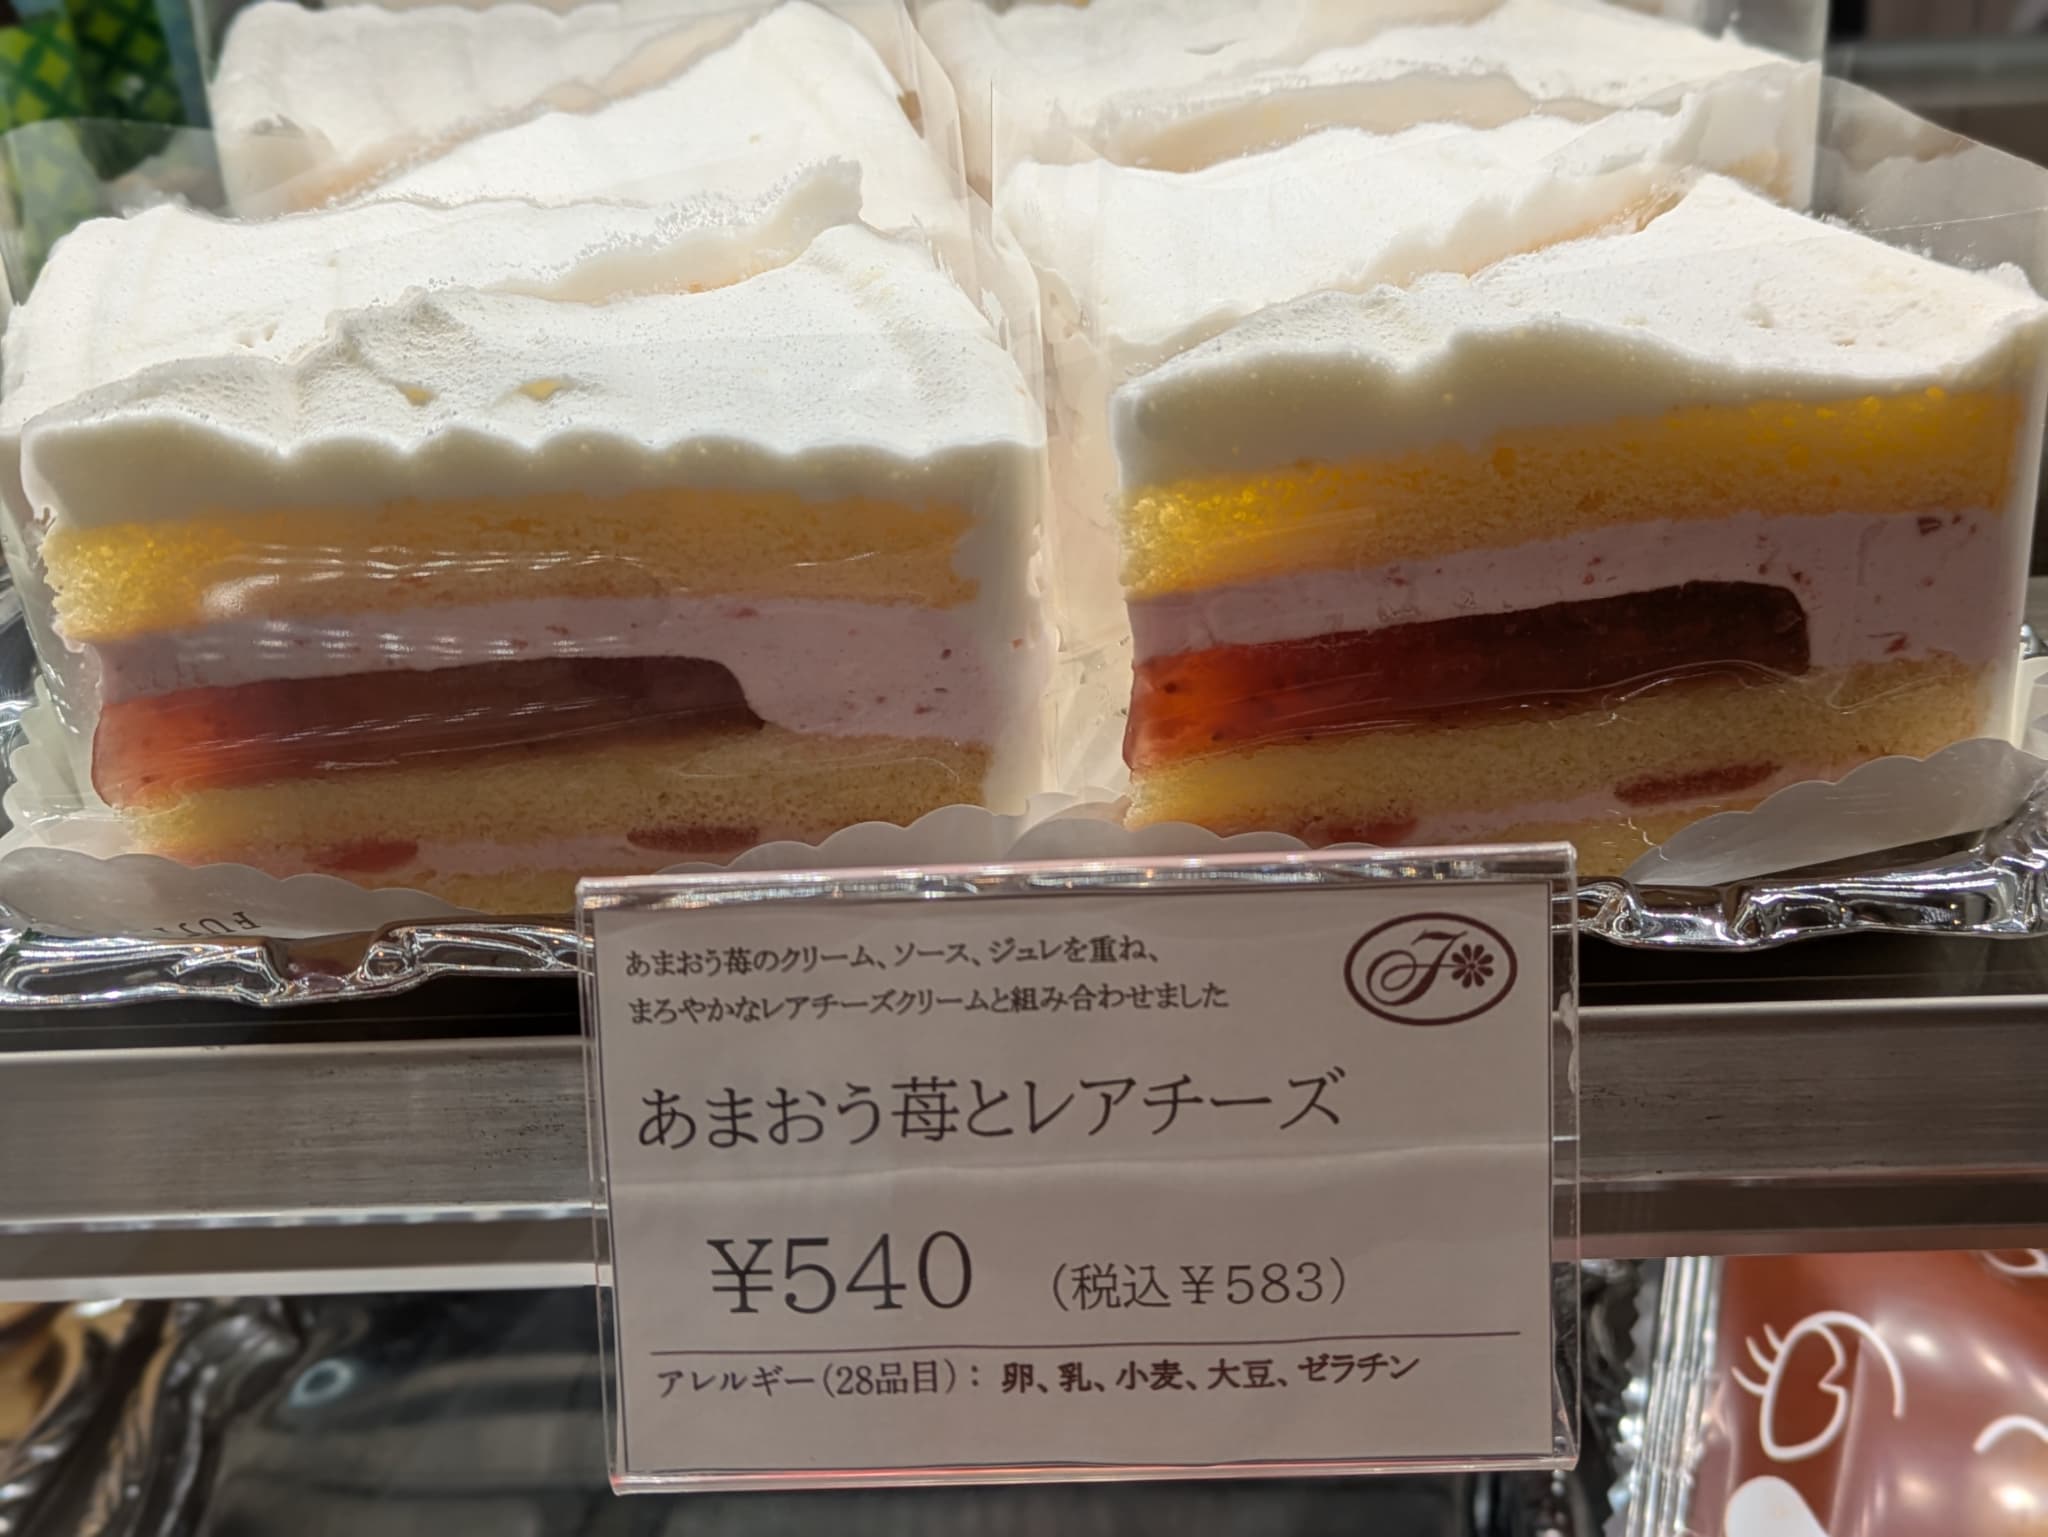 あまおう苺のクリーム、ソース、ジュレを重ね、
まろやかなレアチーズクリームと組み合わせました
あまおう苺とレアチーズ
¥540 (税込¥583)
アレルギー(28品目): 卵、乳、小麦、大豆、ゼラチン